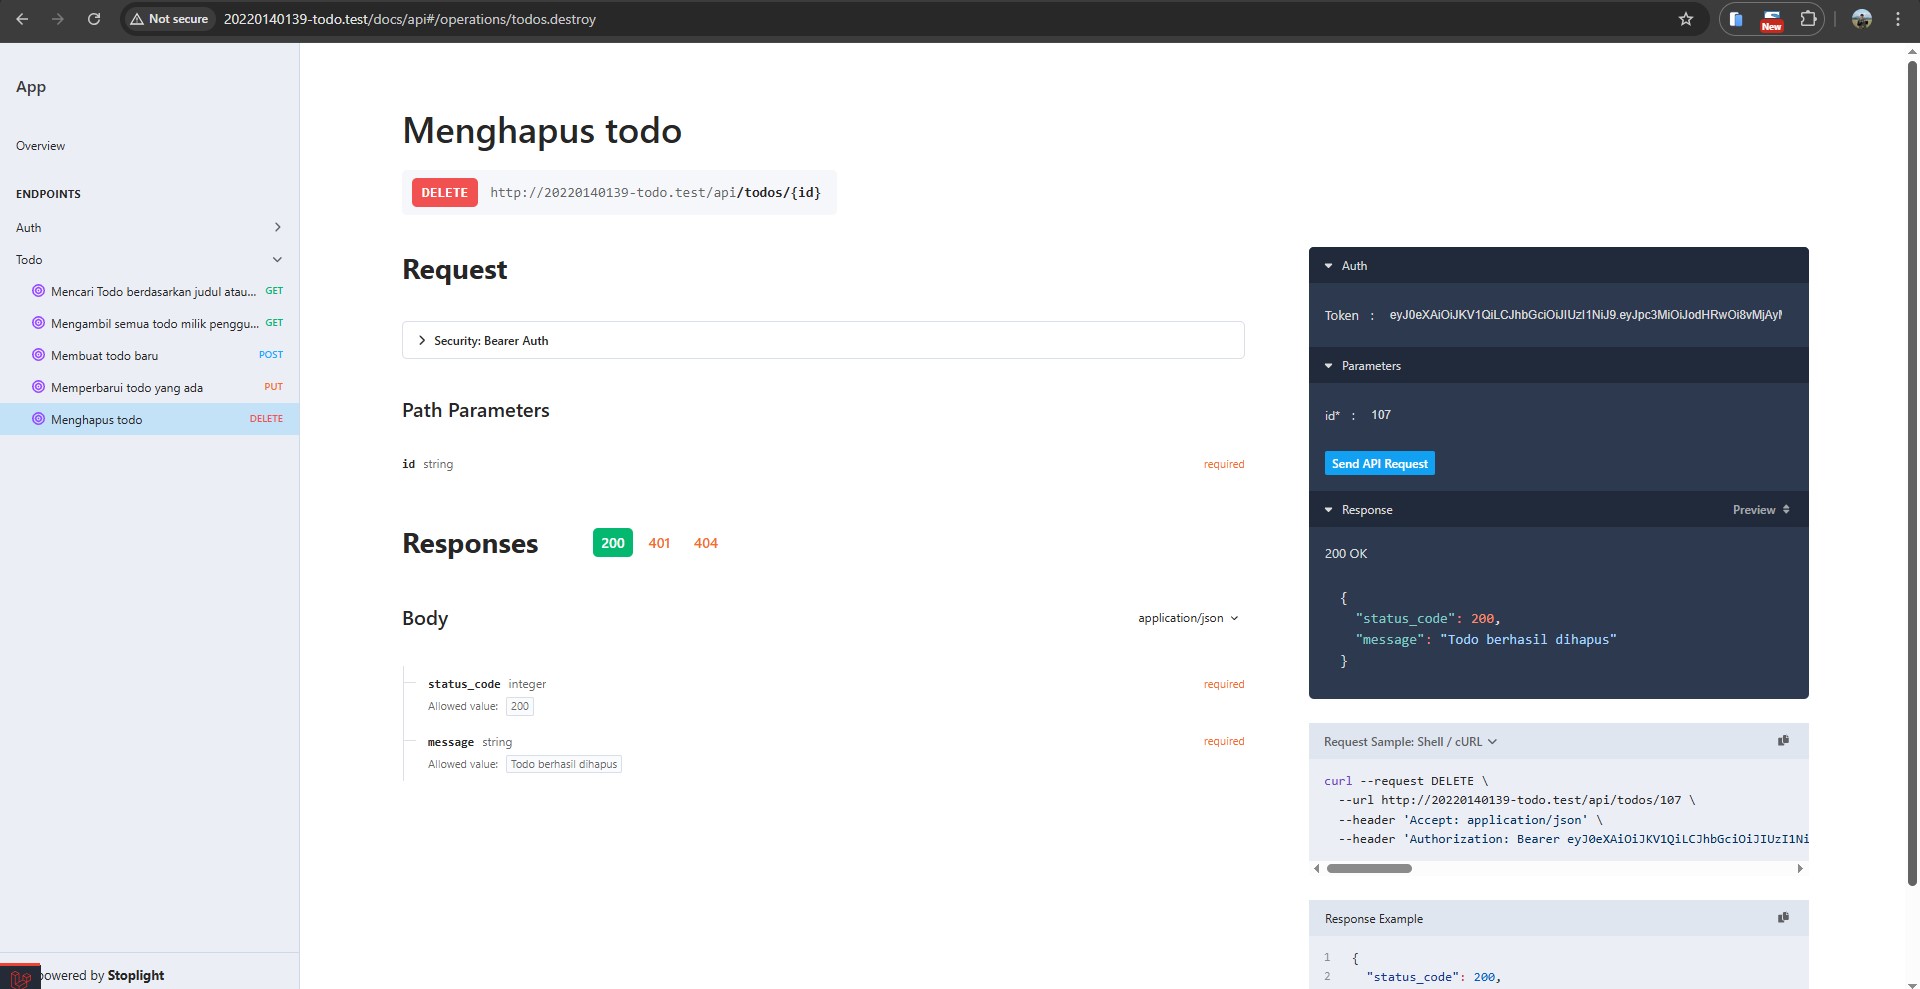 Not secure 20220140139-todo.test/docs/api#/operations/todos.destroy
New
App
Overview
ENDPOINTS
Auth
Todo
Mencari Todo berdasarkan judul atau... GET
Mengambil semua todo milik penggu... GET
Membuat todo baru POST
Memperbarui todo yang ada PUT
Menghapus todo DELETE
powered by Stoplight
Menghapus todo
DELETE http://20220140139-todo.test/api/todos/{id}
Request
Security: Bearer Auth
Path Parameters
id string required
Responses 200 401 404
Body application/json
status_code integer required
Allowed value: 200
message string required
Allowed value: Todo berhasil dihapus
Auth
Token : eyJ0eXAiOiJKV1QiLCJhbGciOiJIUzI1NiJ9.eyJpc3MiOiJodHRwOi8vMjAyM
Parameters
id* : 107
Send API Request
Response Preview
200 OK
{
"status_code": 200,
"message": "Todo berhasil dihapus"
}
Request Sample: Shell / cURL
curl --request DELETE \
--url http://20220140139-todo.test/api/todos/107 \
--header 'Accept: application/json' \
--header 'Authorization: Bearer eyJ0eXAiOiJKV1QiLCJhbGciOiJIUzI1Ni
Response Example
1 {
2 "status_code": 200,